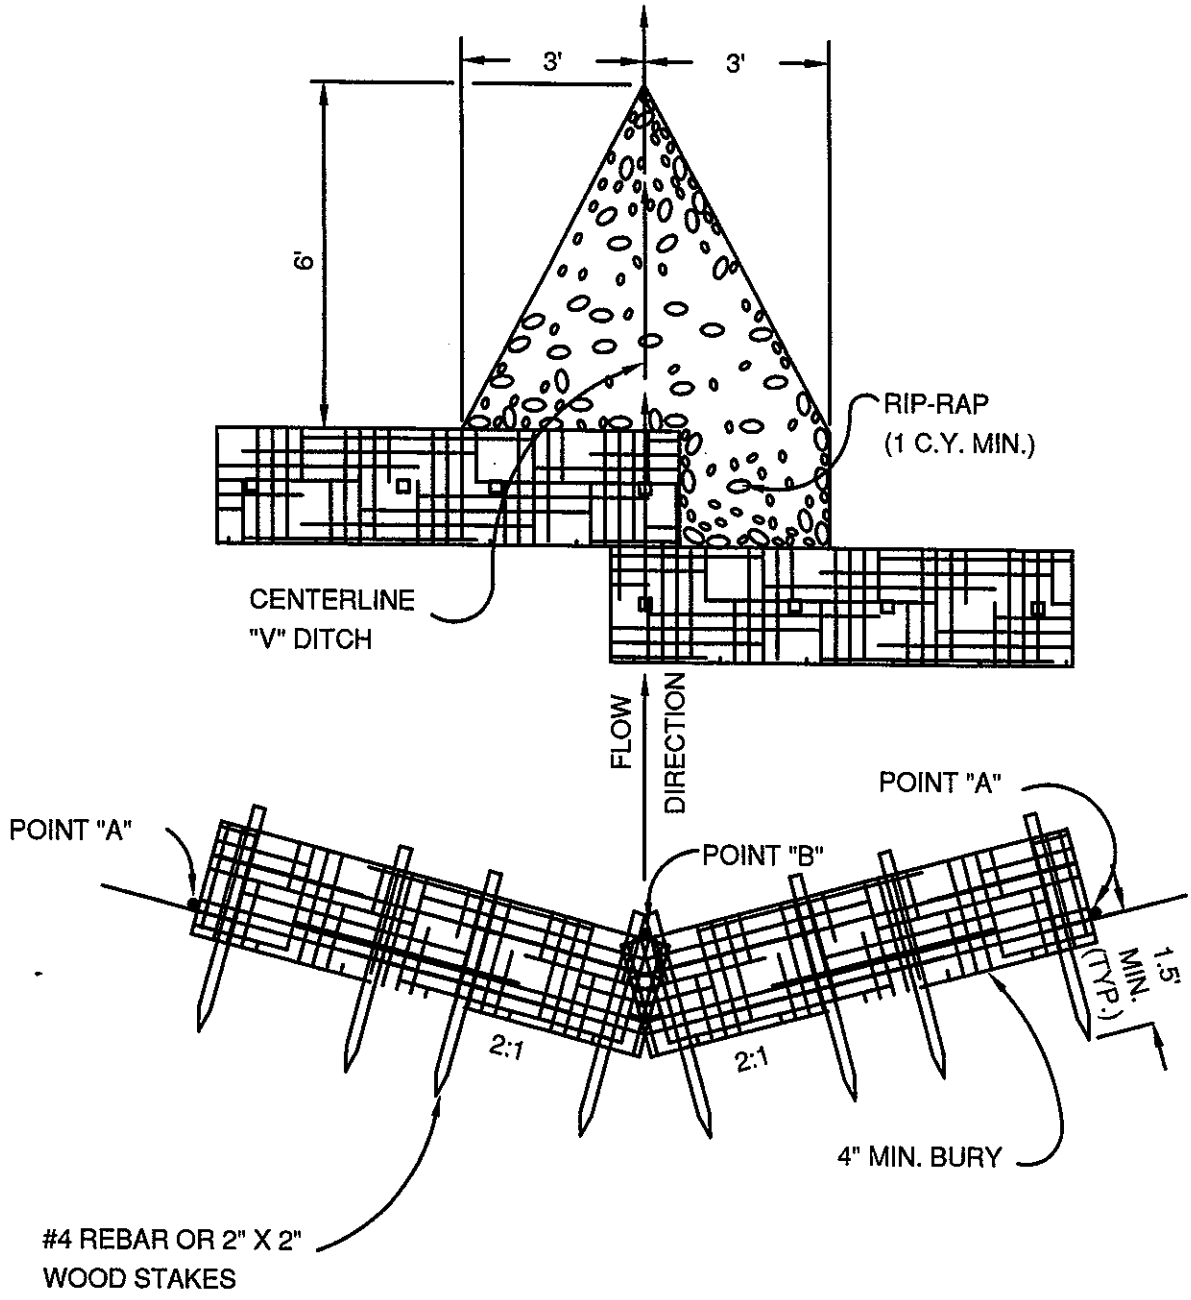 3'
3'
6'
RIP-RAP
(1 C.Y. MIN.)
CENTERLINE
"V" DITCH
FLOW
DIRECTION
POINT "A"
POINT "A"
POINT "B"
1.5'
MIN.
(TYP.)
2:1
2:1
4" MIN. BURY
#4 REBAR OR 2" X 2"
WOOD STAKES